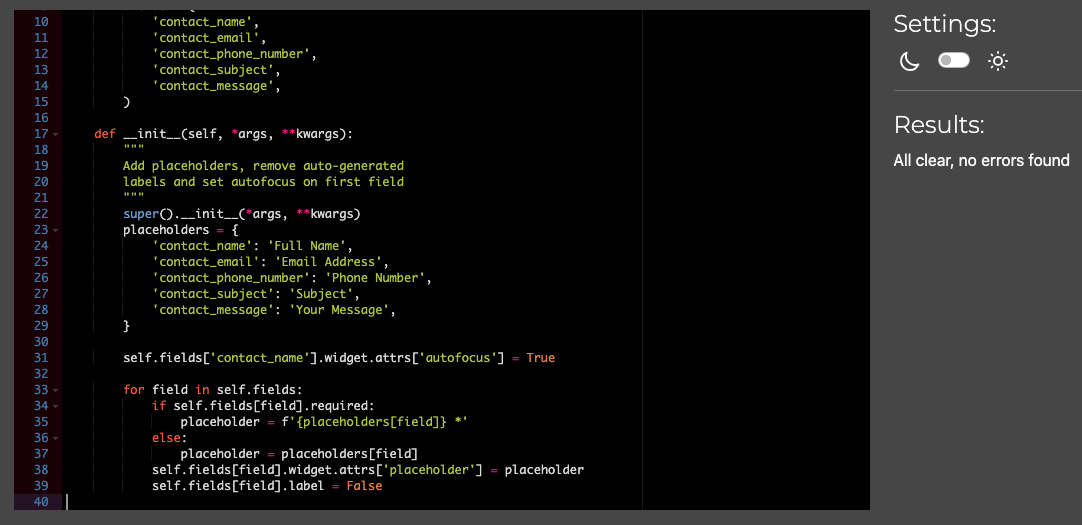 10             'contact_name',
11             'contact_email',
12             'contact_phone_number',
13             'contact_subject',
14             'contact_message',
15         )
16
17     def __init__(self, *args, **kwargs):
18         """
19         Add placeholders, remove auto-generated
20         labels and set autofocus on first field
21         """
22         super().__init__(*args, **kwargs)
23         placeholders = {
24             'contact_name': 'Full Name',
25             'contact_email': 'Email Address',
26             'contact_phone_number': 'Phone Number',
27             'contact_subject': 'Subject',
28             'contact_message': 'Your Message',
29         }
30
31         self.fields['contact_name'].widget.attrs['autofocus'] = True
32
33         for field in self.fields:
34             if self.fields[field].required:
35                 placeholder = f'{placeholders[field]} *'
36             else:
37                 placeholder = placeholders[field]
38             self.fields[field].widget.attrs['placeholder'] = placeholder
39             self.fields[field].label = False
40
Settings:
Results:
All clear, no errors found